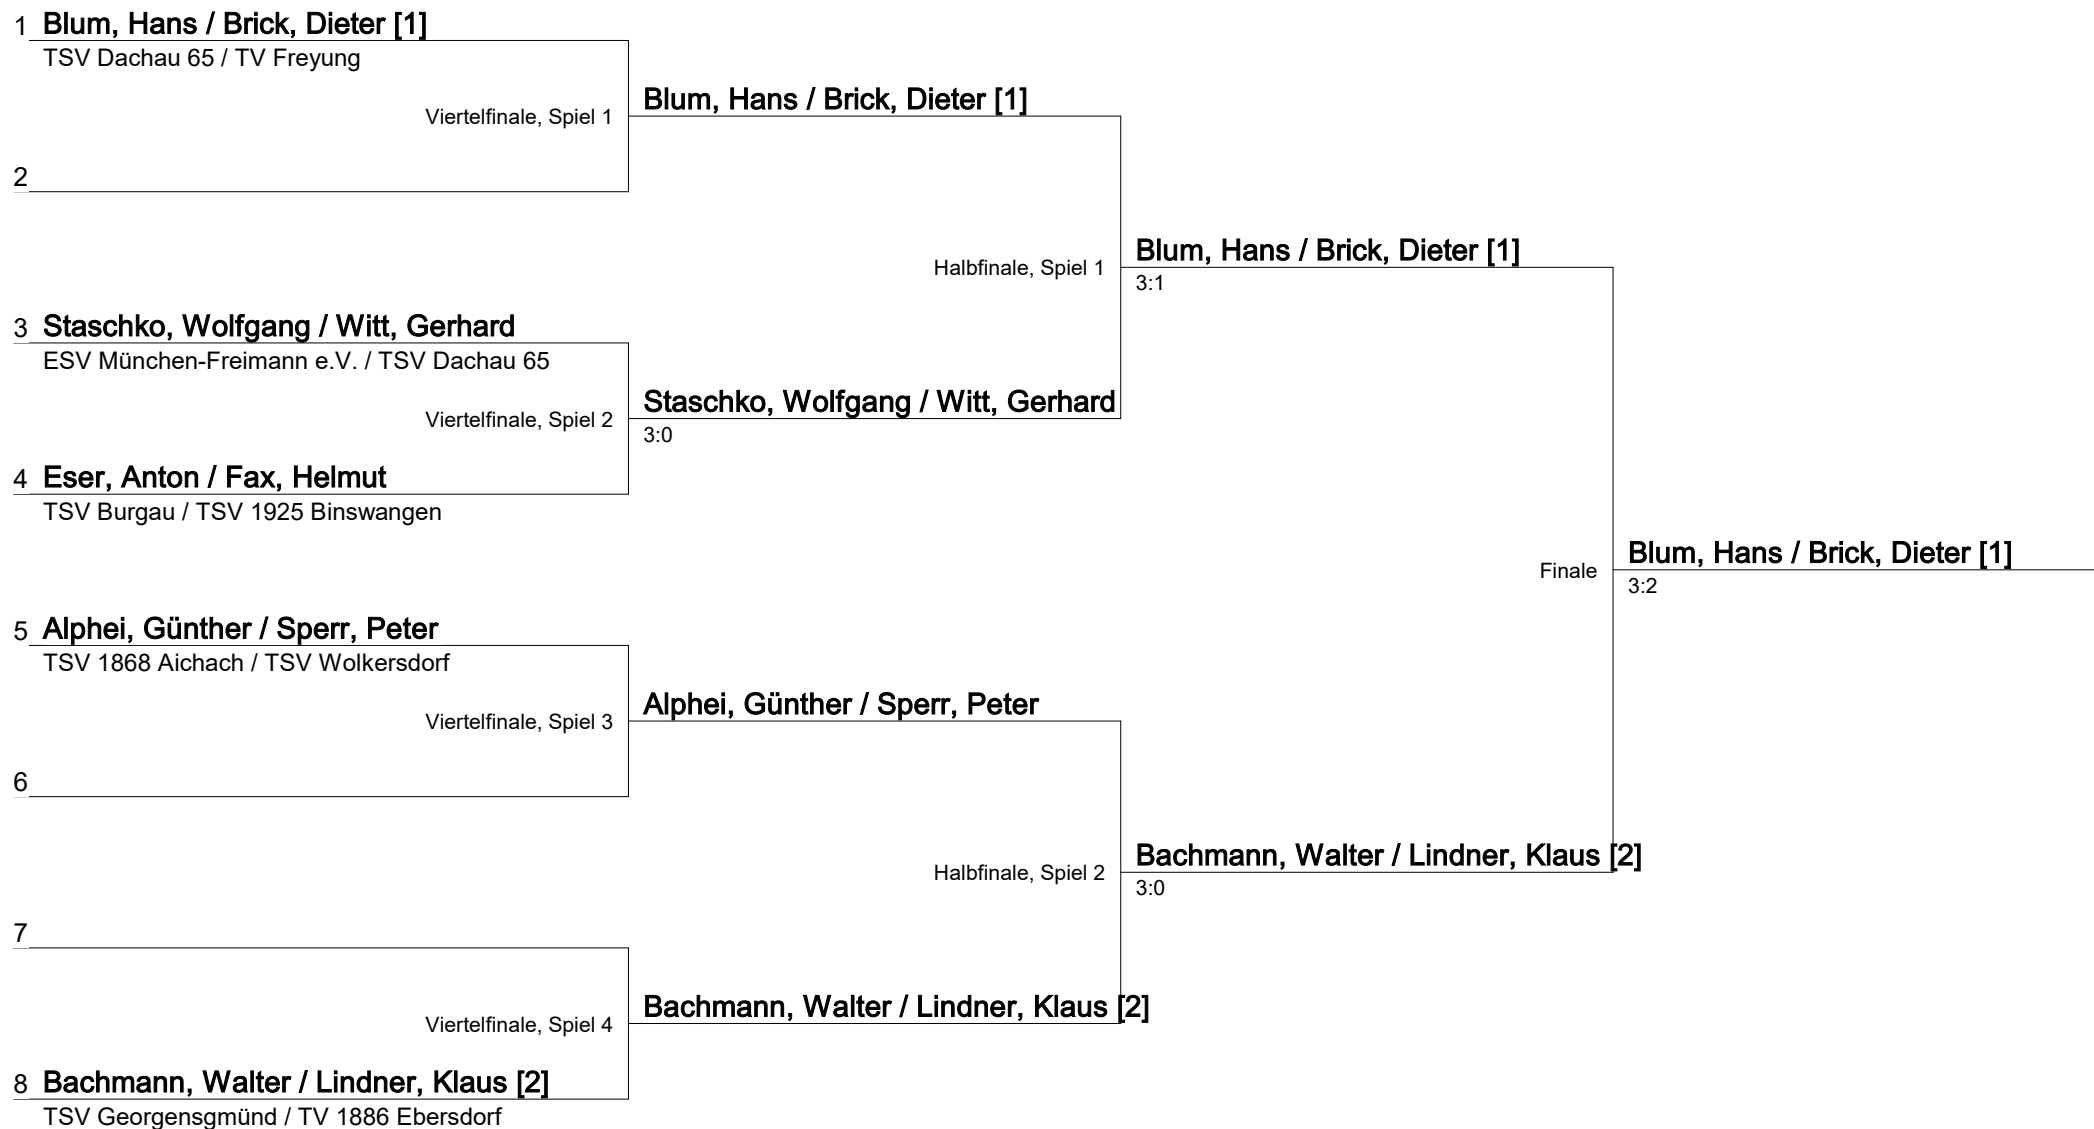 1 Blum, Hans / Brick, Dieter [1]
TSV Dachau 65 / TV Freyung
Viertelfinale, Spiel 1
Blum, Hans / Brick, Dieter [1]
2
Halbfinale, Spiel 1
Blum, Hans / Brick, Dieter [1]
3:1
3 Staschko, Wolfgang / Witt, Gerhard
ESV München-Freimann e.V. / TSV Dachau 65
Viertelfinale, Spiel 2
Staschko, Wolfgang / Witt, Gerhard
3:0
4 Eser, Anton / Fax, Helmut
TSV Burgau / TSV 1925 Binswangen
Finale
Blum, Hans / Brick, Dieter [1]
3:2
5 Alphei, Günther / Sperr, Peter
TSV 1868 Aichach / TSV Wolkersdorf
Viertelfinale, Spiel 3
Alphei, Günther / Sperr, Peter
6
Halbfinale, Spiel 2
Bachmann, Walter / Lindner, Klaus [2]
3:0
7
Viertelfinale, Spiel 4
Bachmann, Walter / Lindner, Klaus [2]
8 Bachmann, Walter / Lindner, Klaus [2]
TSV Georgensgmünd / TV 1886 Ebersdorf